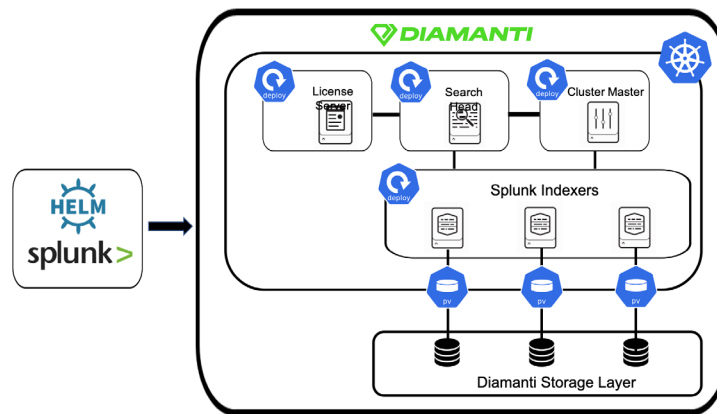 DIAMANTI
deploy
License
Server
deploy
Search
Head
deploy
Cluster Master
deploy
Splunk Indexers
HELM
splunk>
pv
pv
pv
Diamanti Storage Layer